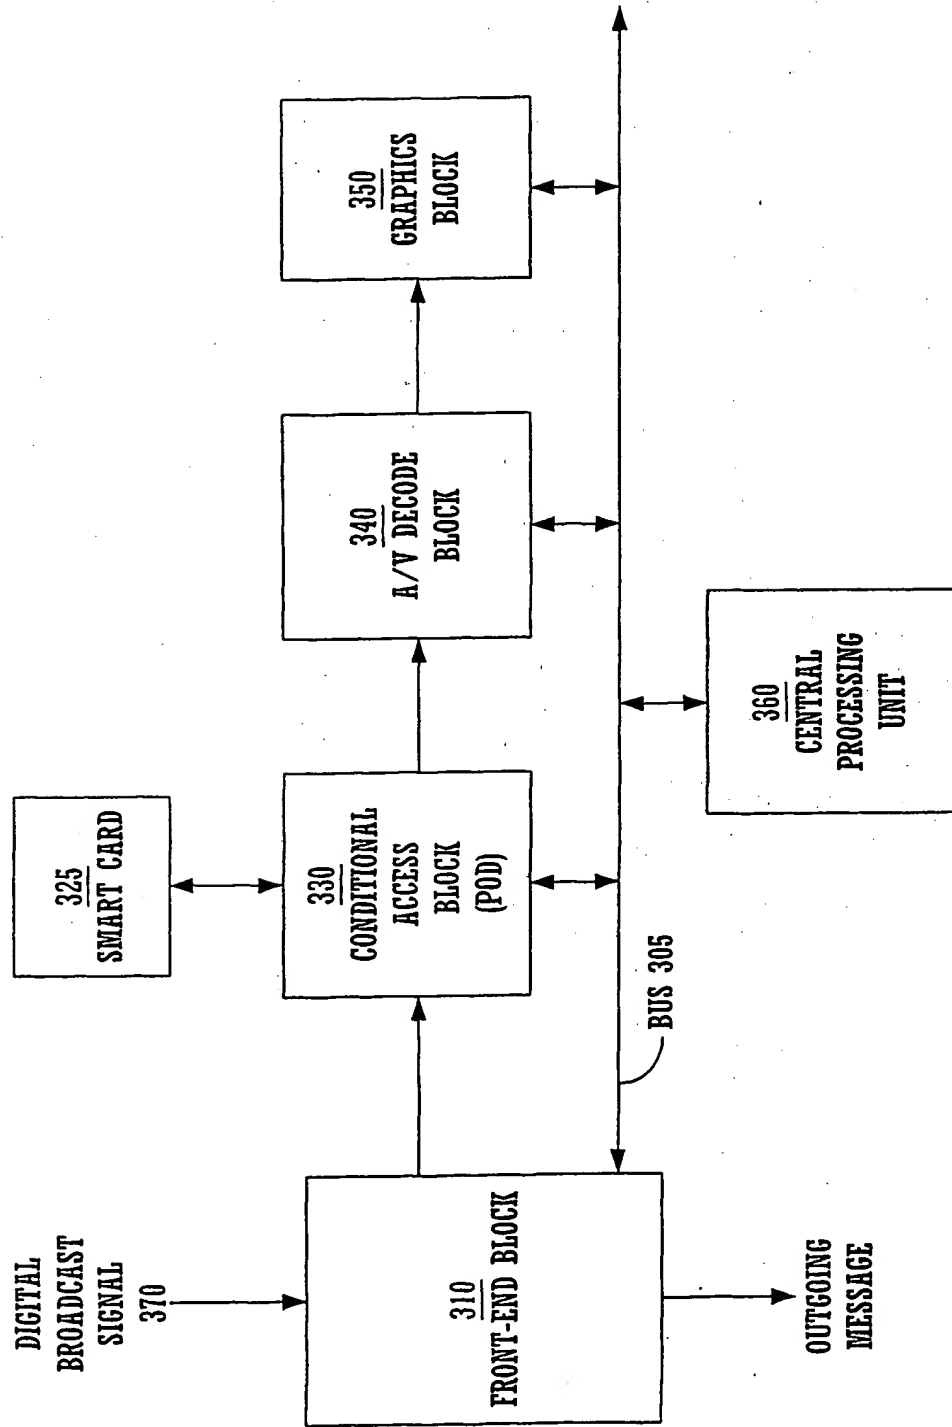 DIGITAL
BROADCAST
SIGNAL
370
310
FRONT-END BLOCK
OUTGOING
MESSAGE
325
SMART CARD
330
CONDITIONAL
ACCESS
BLOCK
(POD)
BUS 305
340
A/V DECODE
BLOCK
360
CENTRAL
PROCESSING
UNIT
350
GRAPHICS
BLOCK